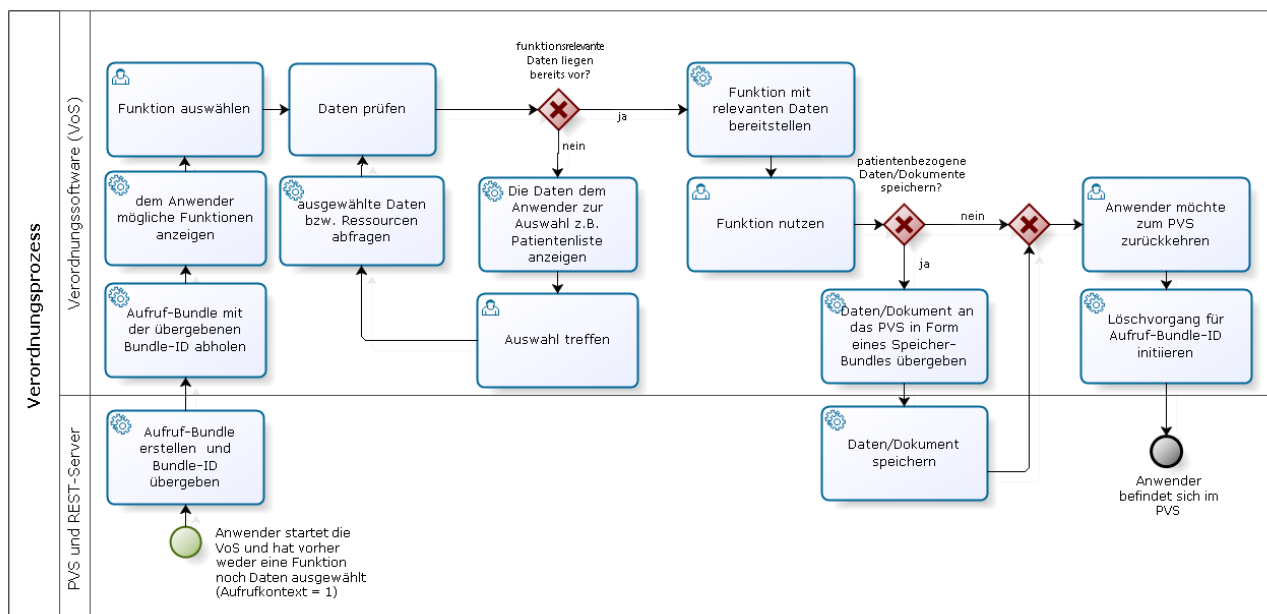 Verordnungsprozess
Verordnungssoftware (VoS)
PVS und REST-Server
Funktion auswählen
Daten prüfen
funktionsrelevante
Daten liegen
bereits vor?
ja
nein
Funktion mit
relevanten Daten
bereitstellen
dem Anwender
mögliche Funktionen
anzeigen
ausgewählte Daten
bzw. Ressourcen
abfragen
Die Daten dem
Anwender zur
Auswahl z.B.
Patientenliste
anzeigen
Funktion nutzen
patientenbezogene
Daten/Dokumente
speichern?
nein
ja
Anwender möchte
zum PVS
zurückkehren
Aufruf-Bundle mit
der übergebenen
Bundle-ID abholen
Auswahl treffen
Daten/Dokument an
das PVS in Form
eines Speicher-
Bundles übergeben
Löschvorgang für
Aufruf-Bundle-ID
initiieren
Aufruf-Bundle
erstellen und
Bundle-ID
übergeben
Daten/Dokument
speichern
Anwender
befindet sich im
PVS
Anwender startet die
VoS und hat vorher
weder eine Funktion
noch Daten ausgewählt
(Aufrufkontext = 1)